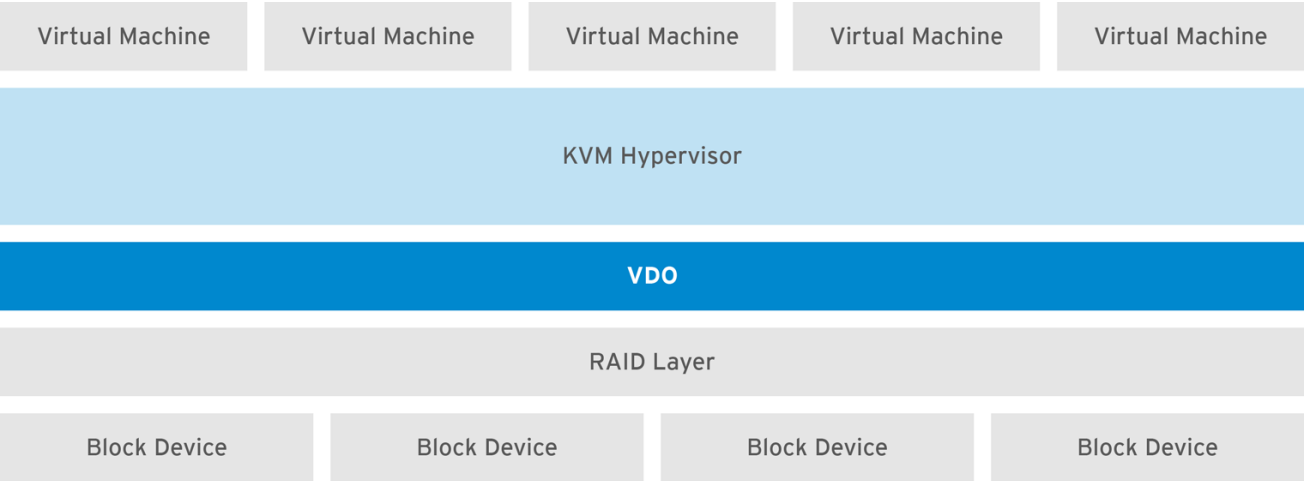 Virtual Machine Virtual Machine Virtual Machine Virtual Machine Virtual Machine
KVM Hypervisor
VDO
RAID Layer
Block Device Block Device Block Device Block Device